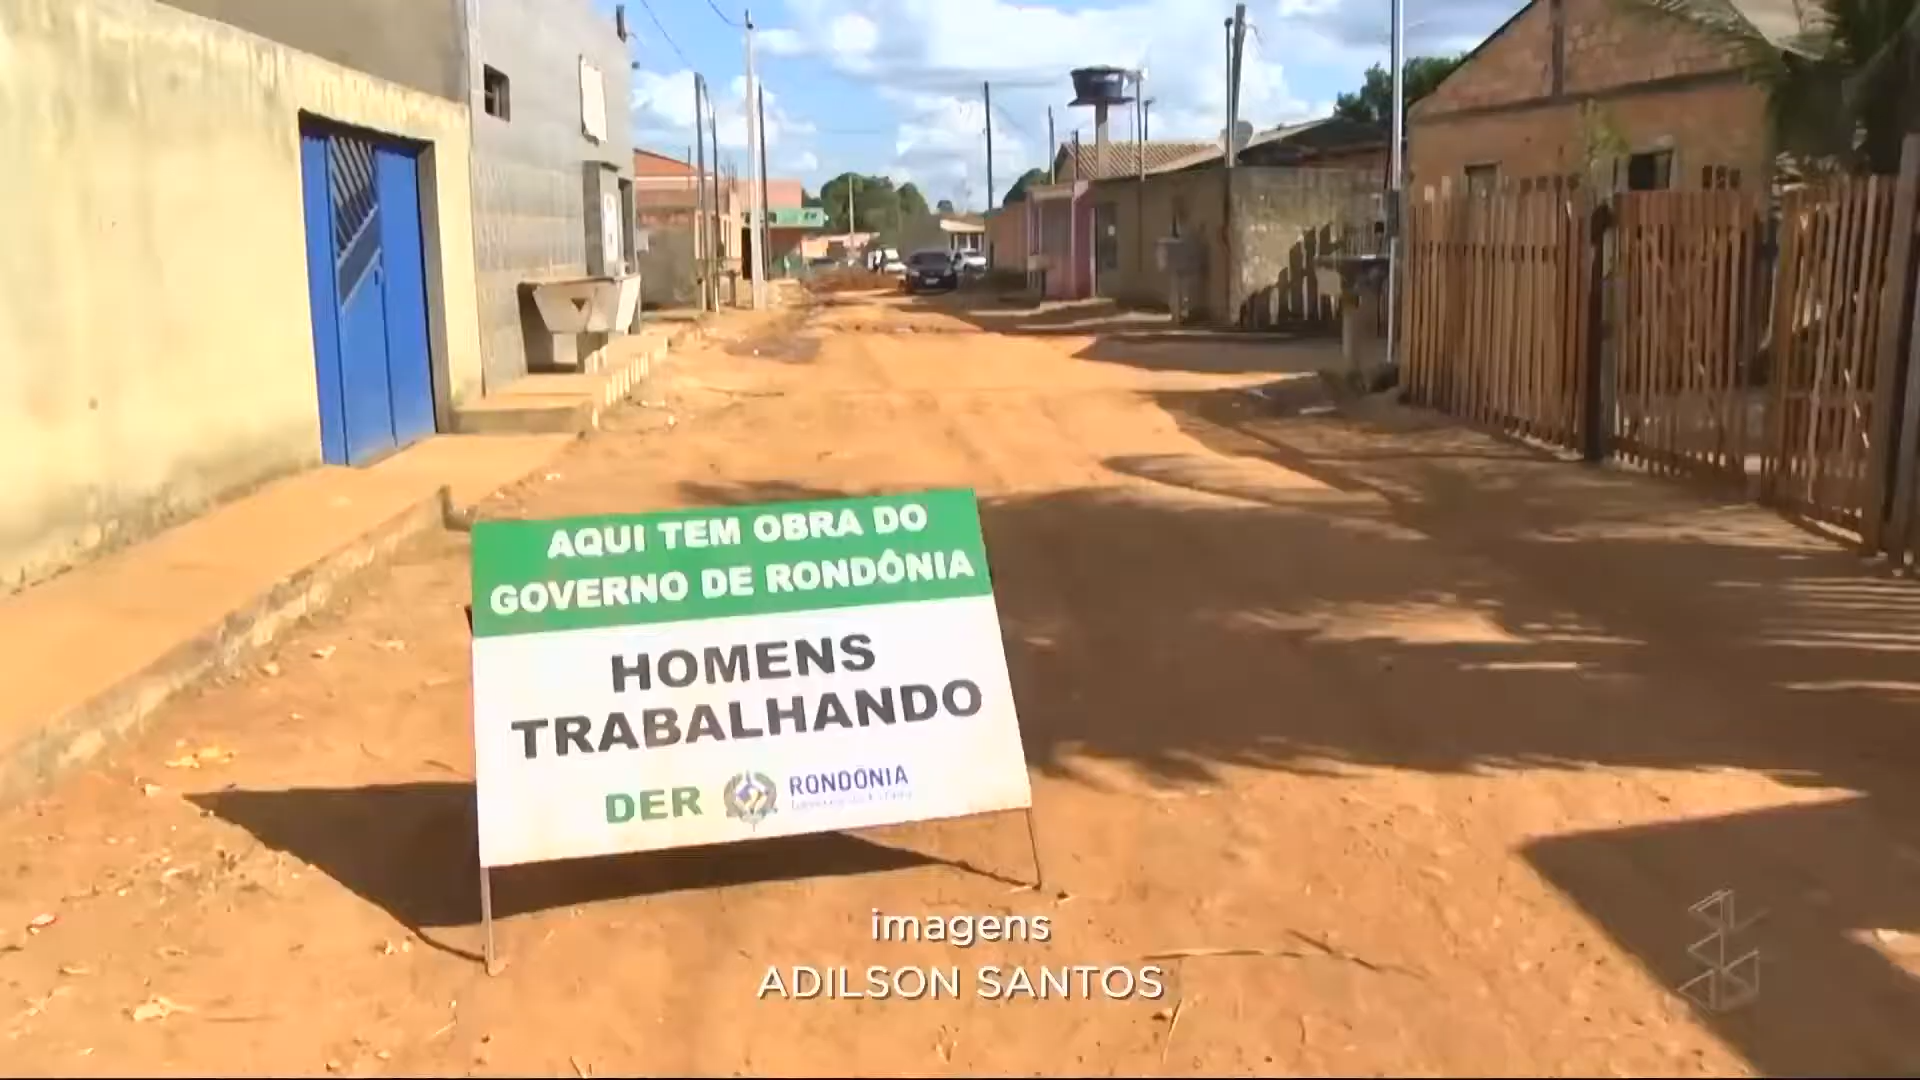 AQUI TEM OBRA DO
GOVERNO DE RONDÔNIA
HOMENS
TRABALHANDO
DER
RONDÔNIA
imagens
ADILSON SANTOS